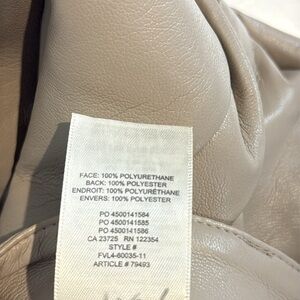 FACE: 100% POLYURETHANE
BACK: 100% POLYESTER
ENDROIT: 100% POLYURÉTHANE
ENVERS: 100% POLYESTER
PO 4500141584
PO 4500141585
PO 4500141586
CA 23725 RN 122354
STYLE #
FVL4-60035-11
ARTICLE # 79493